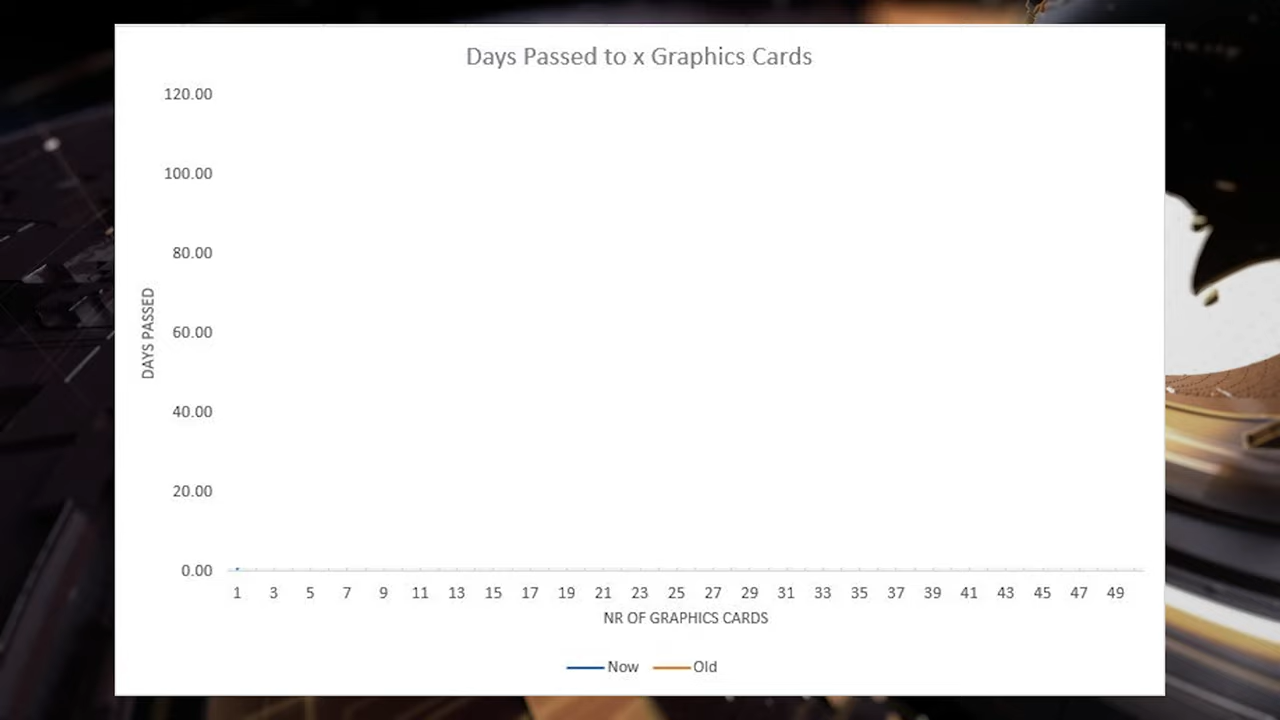 Days Passed to x Graphics Cards
120.00
100.00
80.00
60.00
40.00
20.00
0.00
DAYS PASSED
1 3 5 7 9 11 13 15 17 19 21 23 25 27 29 31 33 35 37 39 41 43 45 47 49
NR OF GRAPHICS CARDS
Now Old